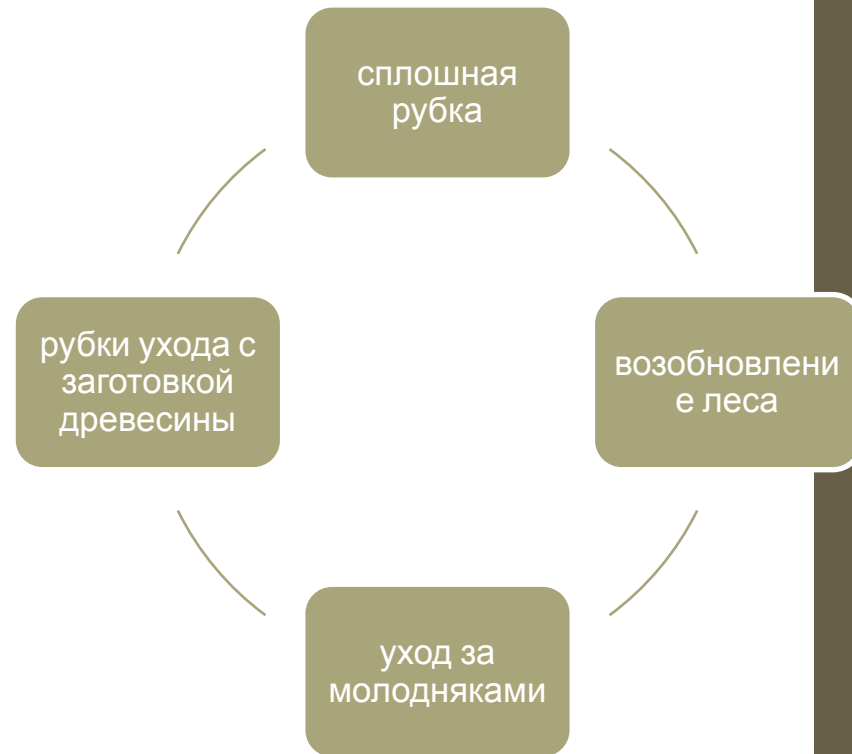 сплошная
рубка
рубки ухода с
заготовкой
древесины
возобновлени
е леса
уход за
молодняками